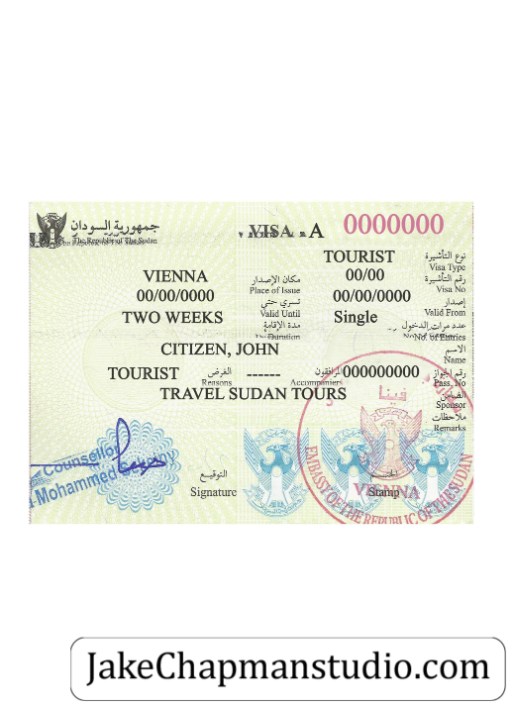 جمهورية السودان
The Republic of The Sudan
VISA A 0000000
TOURIST نوع التأشيرة
Visa Type
VIENNA مكان الإصدار 00/00 رقم التأشيرة
Place of Issue Visa No
00/00/0000 تسري حتي 00/00/0000 إصدار
Valid Until Valid From
TWO WEEKS مدة الإقامة Single عدد مرات الدخول
Duration No. of Entries
CITIZEN, JOHN الاسم
Name
TOURIST الغرض ------ مرافقون 000000000 رقم الجواز
Reasons Accompaniers Pass. No
TRAVEL SUDAN TOURS الضمين
Sponsor
ملاحظات
Remarks
Counsellor
Mohammed
التوقيع
Signature
فينا
الختم
Stamp
VIENNA
EMBASSY OF THE REPUBLIC OF THE SUDAN
JakeChapmanstudio.com